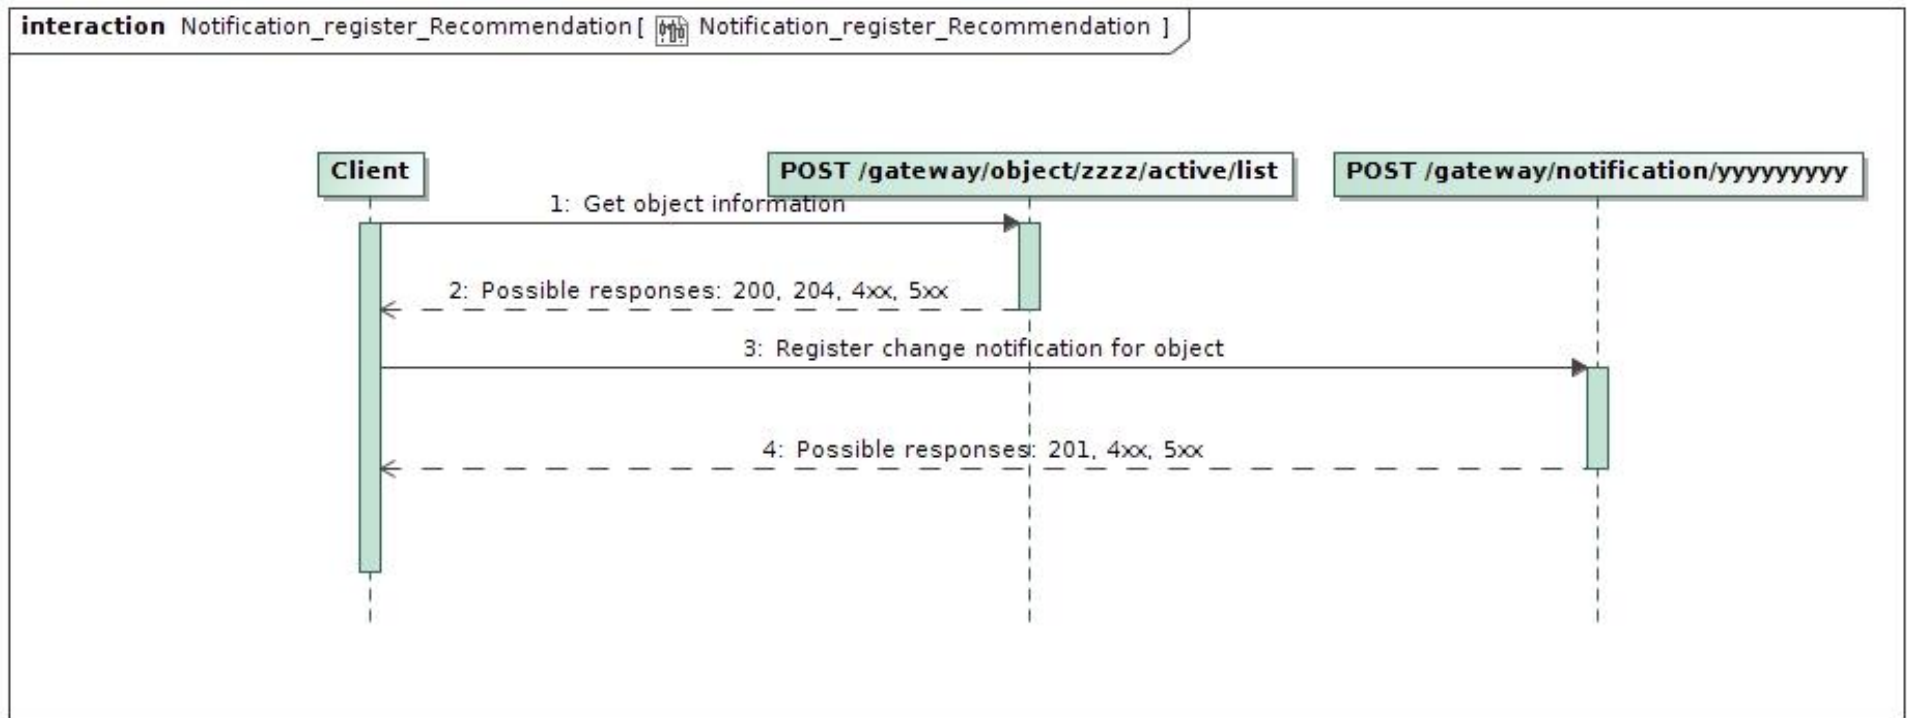 interaction Notification_register_Recommendation[ Notification_register_Recommendation ]
Client
POST /gateway/object/zzzz/active/list
POST /gateway/notification/yyyyyyyyy
1: Get object information
2: Possible responses: 200, 204, 4xx, 5xx
3: Register change notification for object
4: Possible responses: 201, 4xx, 5xx